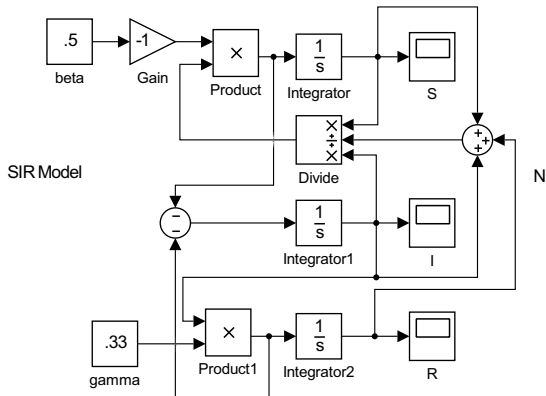 .5
-1
×
1
s
beta
Gain
Product
Integrator
S
×
÷
×
+
+
+
Divide
SIR Model
N
−
−
1
s
Integrator1
I
.33
×
1
s
gamma
Product1
Integrator2
R